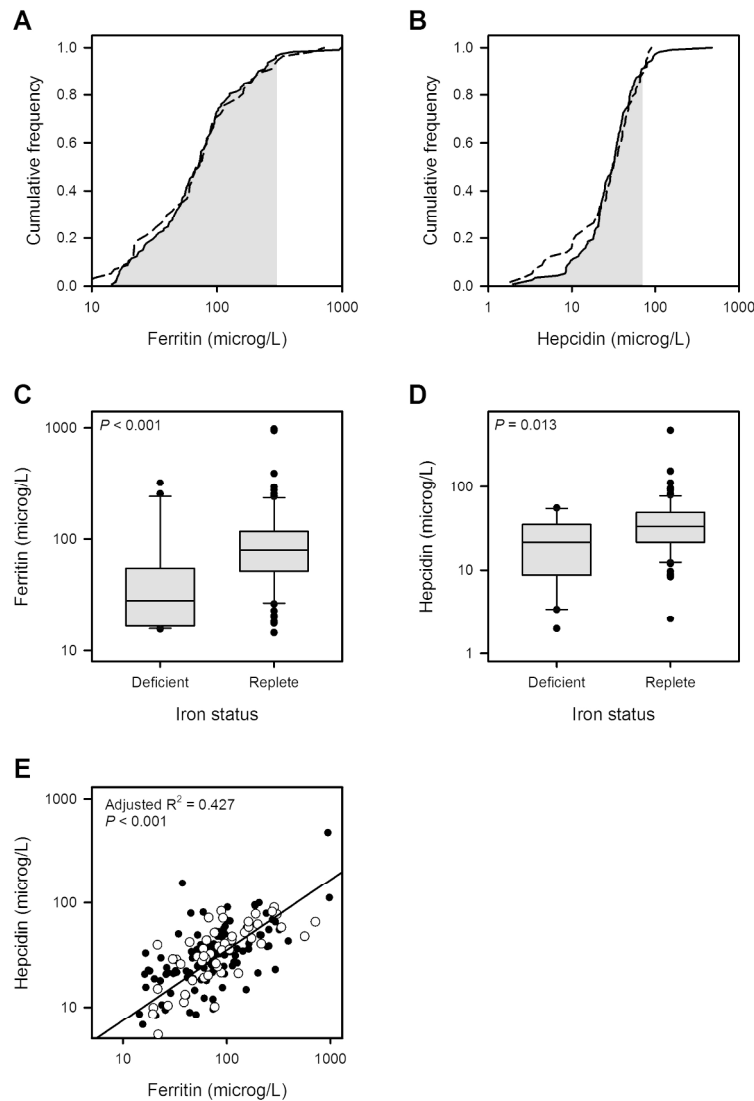 A
1.0
0.8
0.6
0.4
0.2
0.0
Cumulative frequency
10
100
1000
Ferritin (microg/L)
B
1.0
0.8
0.6
0.4
0.2
0.0
Cumulative frequency
1
10
100
1000
Hepcidin (microg/L)
C
P < 0.001
1000
100
10
Ferritin (microg/L)
Deficient
Replete
Iron status
D
P = 0.013
100
10
1
Hepcidin (microg/L)
Deficient
Replete
Iron status
E
Adjusted R² = 0.427
P < 0.001
1000
100
10
Hepcidin (microg/L)
10
100
1000
Ferritin (microg/L)